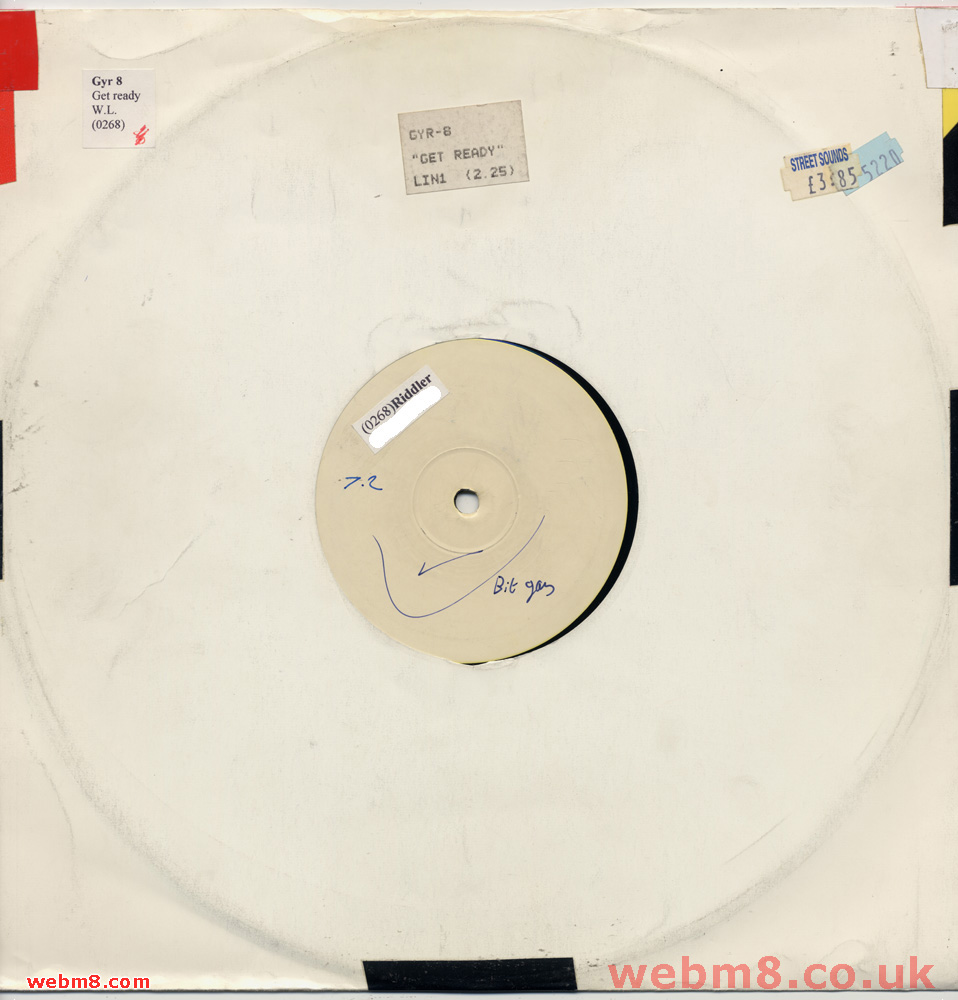 Gyr 8
Get ready
W.L.
(0268)
GYR-8
"GET READY"
LIN1 (2.25)
STREET SOUNDS
£3.85
5220
(0268)Riddler
7.2
Bit gay
webm8.com
webm8.co.uk